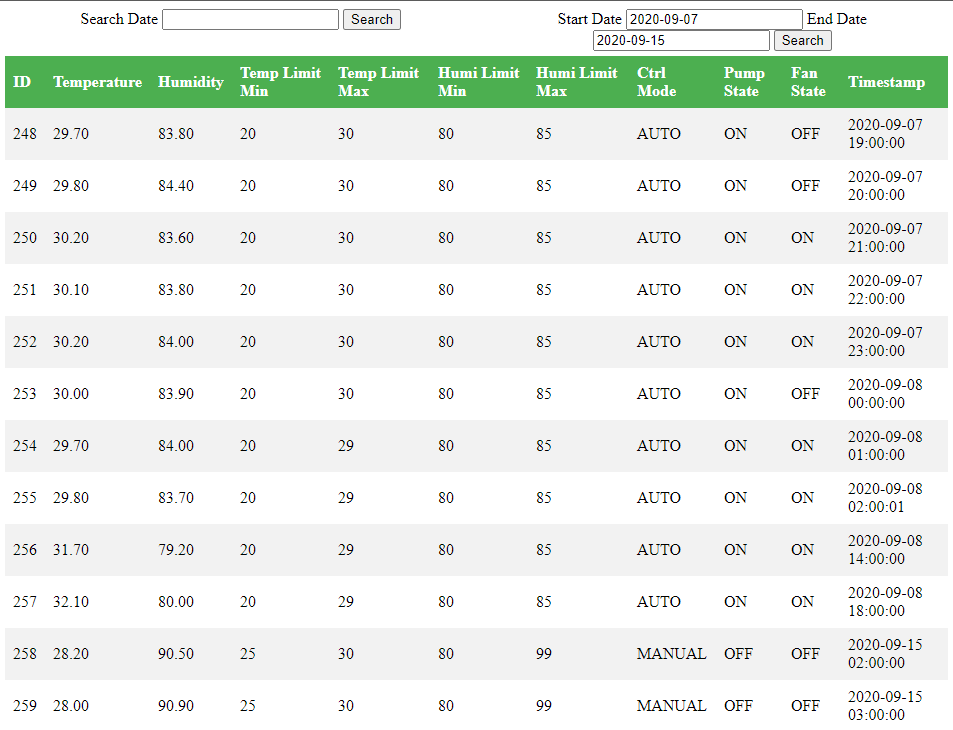 Search Date Search Start Date 2020-09-07 End Date
2020-09-15 Search
ID Temperature Humidity Temp Limit Min Temp Limit Max Humi Limit Min Humi Limit Max Ctrl Mode Pump State Fan State Timestamp
248 29.70 83.80 20 30 80 85 AUTO ON OFF 2020-09-07 19:00:00
249 29.80 84.40 20 30 80 85 AUTO ON OFF 2020-09-07 20:00:00
250 30.20 83.60 20 30 80 85 AUTO ON ON 2020-09-07 21:00:00
251 30.10 83.80 20 30 80 85 AUTO ON ON 2020-09-07 22:00:00
252 30.20 84.00 20 30 80 85 AUTO ON ON 2020-09-07 23:00:00
253 30.00 83.90 20 30 80 85 AUTO ON OFF 2020-09-08 00:00:00
254 29.70 84.00 20 29 80 85 AUTO ON ON 2020-09-08 01:00:00
255 29.80 83.70 20 29 80 85 AUTO ON ON 2020-09-08 02:00:01
256 31.70 79.20 20 29 80 85 AUTO ON ON 2020-09-08 14:00:00
257 32.10 80.00 20 29 80 85 AUTO ON ON 2020-09-08 18:00:00
258 28.20 90.50 25 30 80 99 MANUAL OFF OFF 2020-09-15 02:00:00
259 28.00 90.90 25 30 80 99 MANUAL OFF OFF 2020-09-15 03:00:00